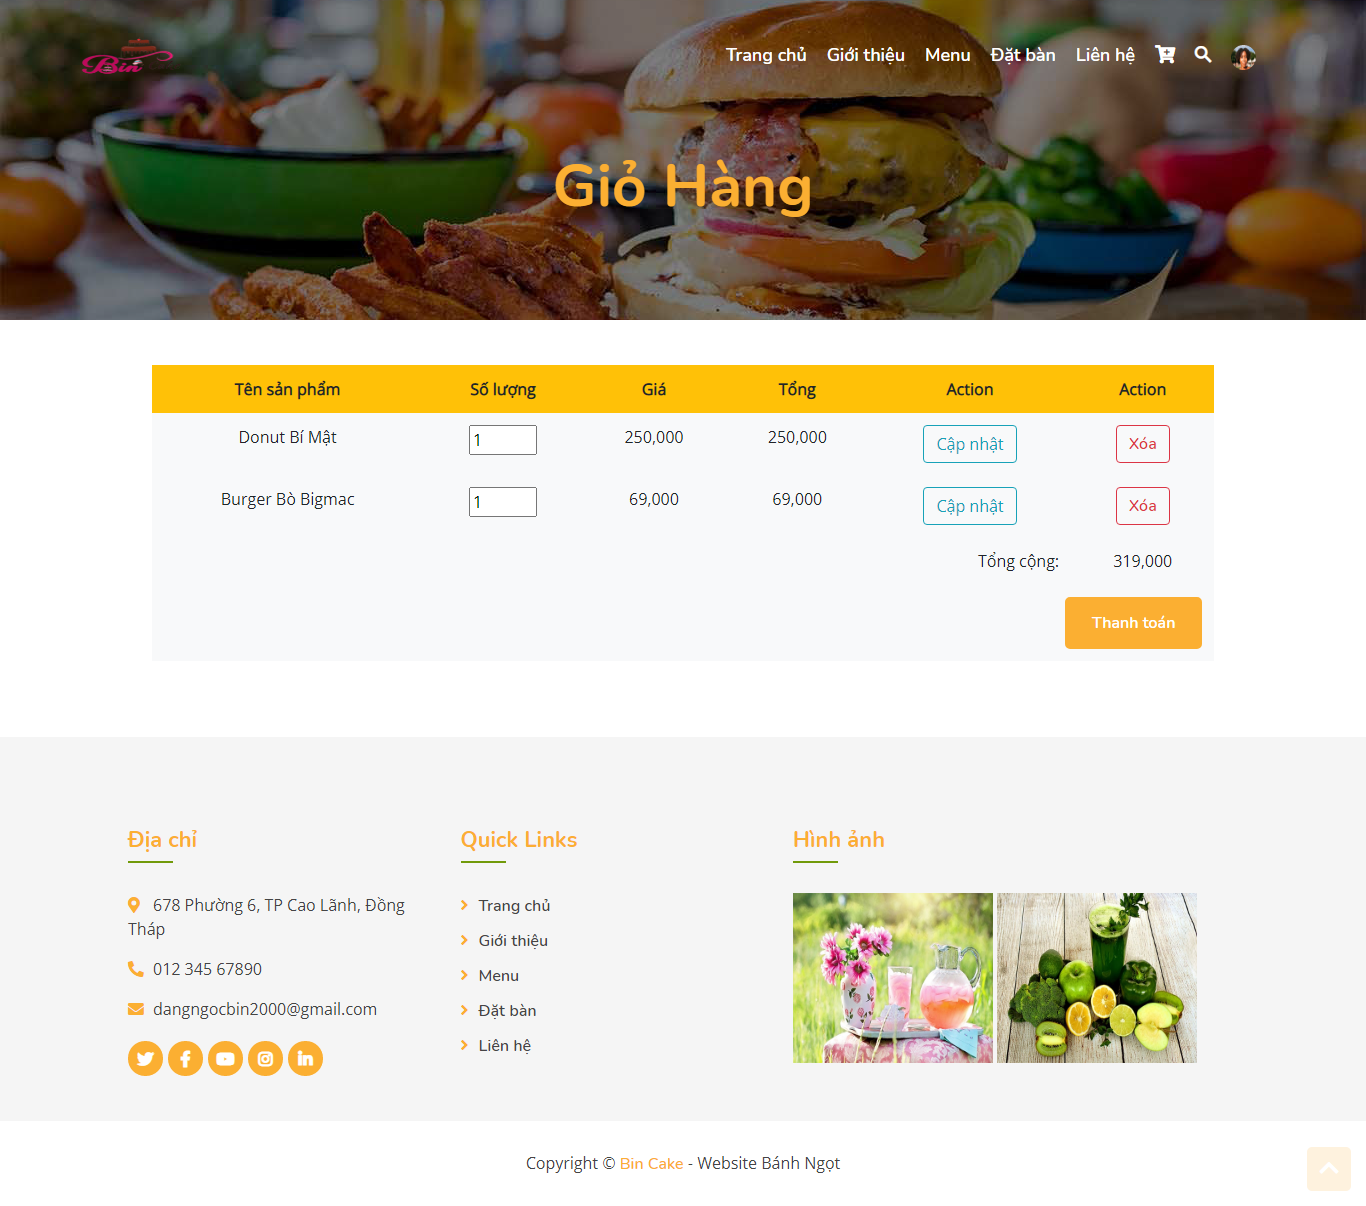 Bin
Trang chủ Giới thiệu Menu Đặt bàn Liên hệ
Giỏ Hàng
Tên sản phẩm Số lượng Giá Tổng Action Action
Donut Bí Mật 1 250,000 250,000 Cập nhật Xóa
Burger Bò Bigmac 1 69,000 69,000 Cập nhật Xóa
Tổng cộng: 319,000
Thanh toán
Địa chỉ
678 Phường 6, TP Cao Lãnh, Đồng
Tháp
012 345 67890
dangngocbin2000@gmail.com
Quick Links
Trang chủ
Giới thiệu
Menu
Đặt bàn
Liên hệ
Hình ảnh
Copyright © Bin Cake - Website Bánh Ngọt